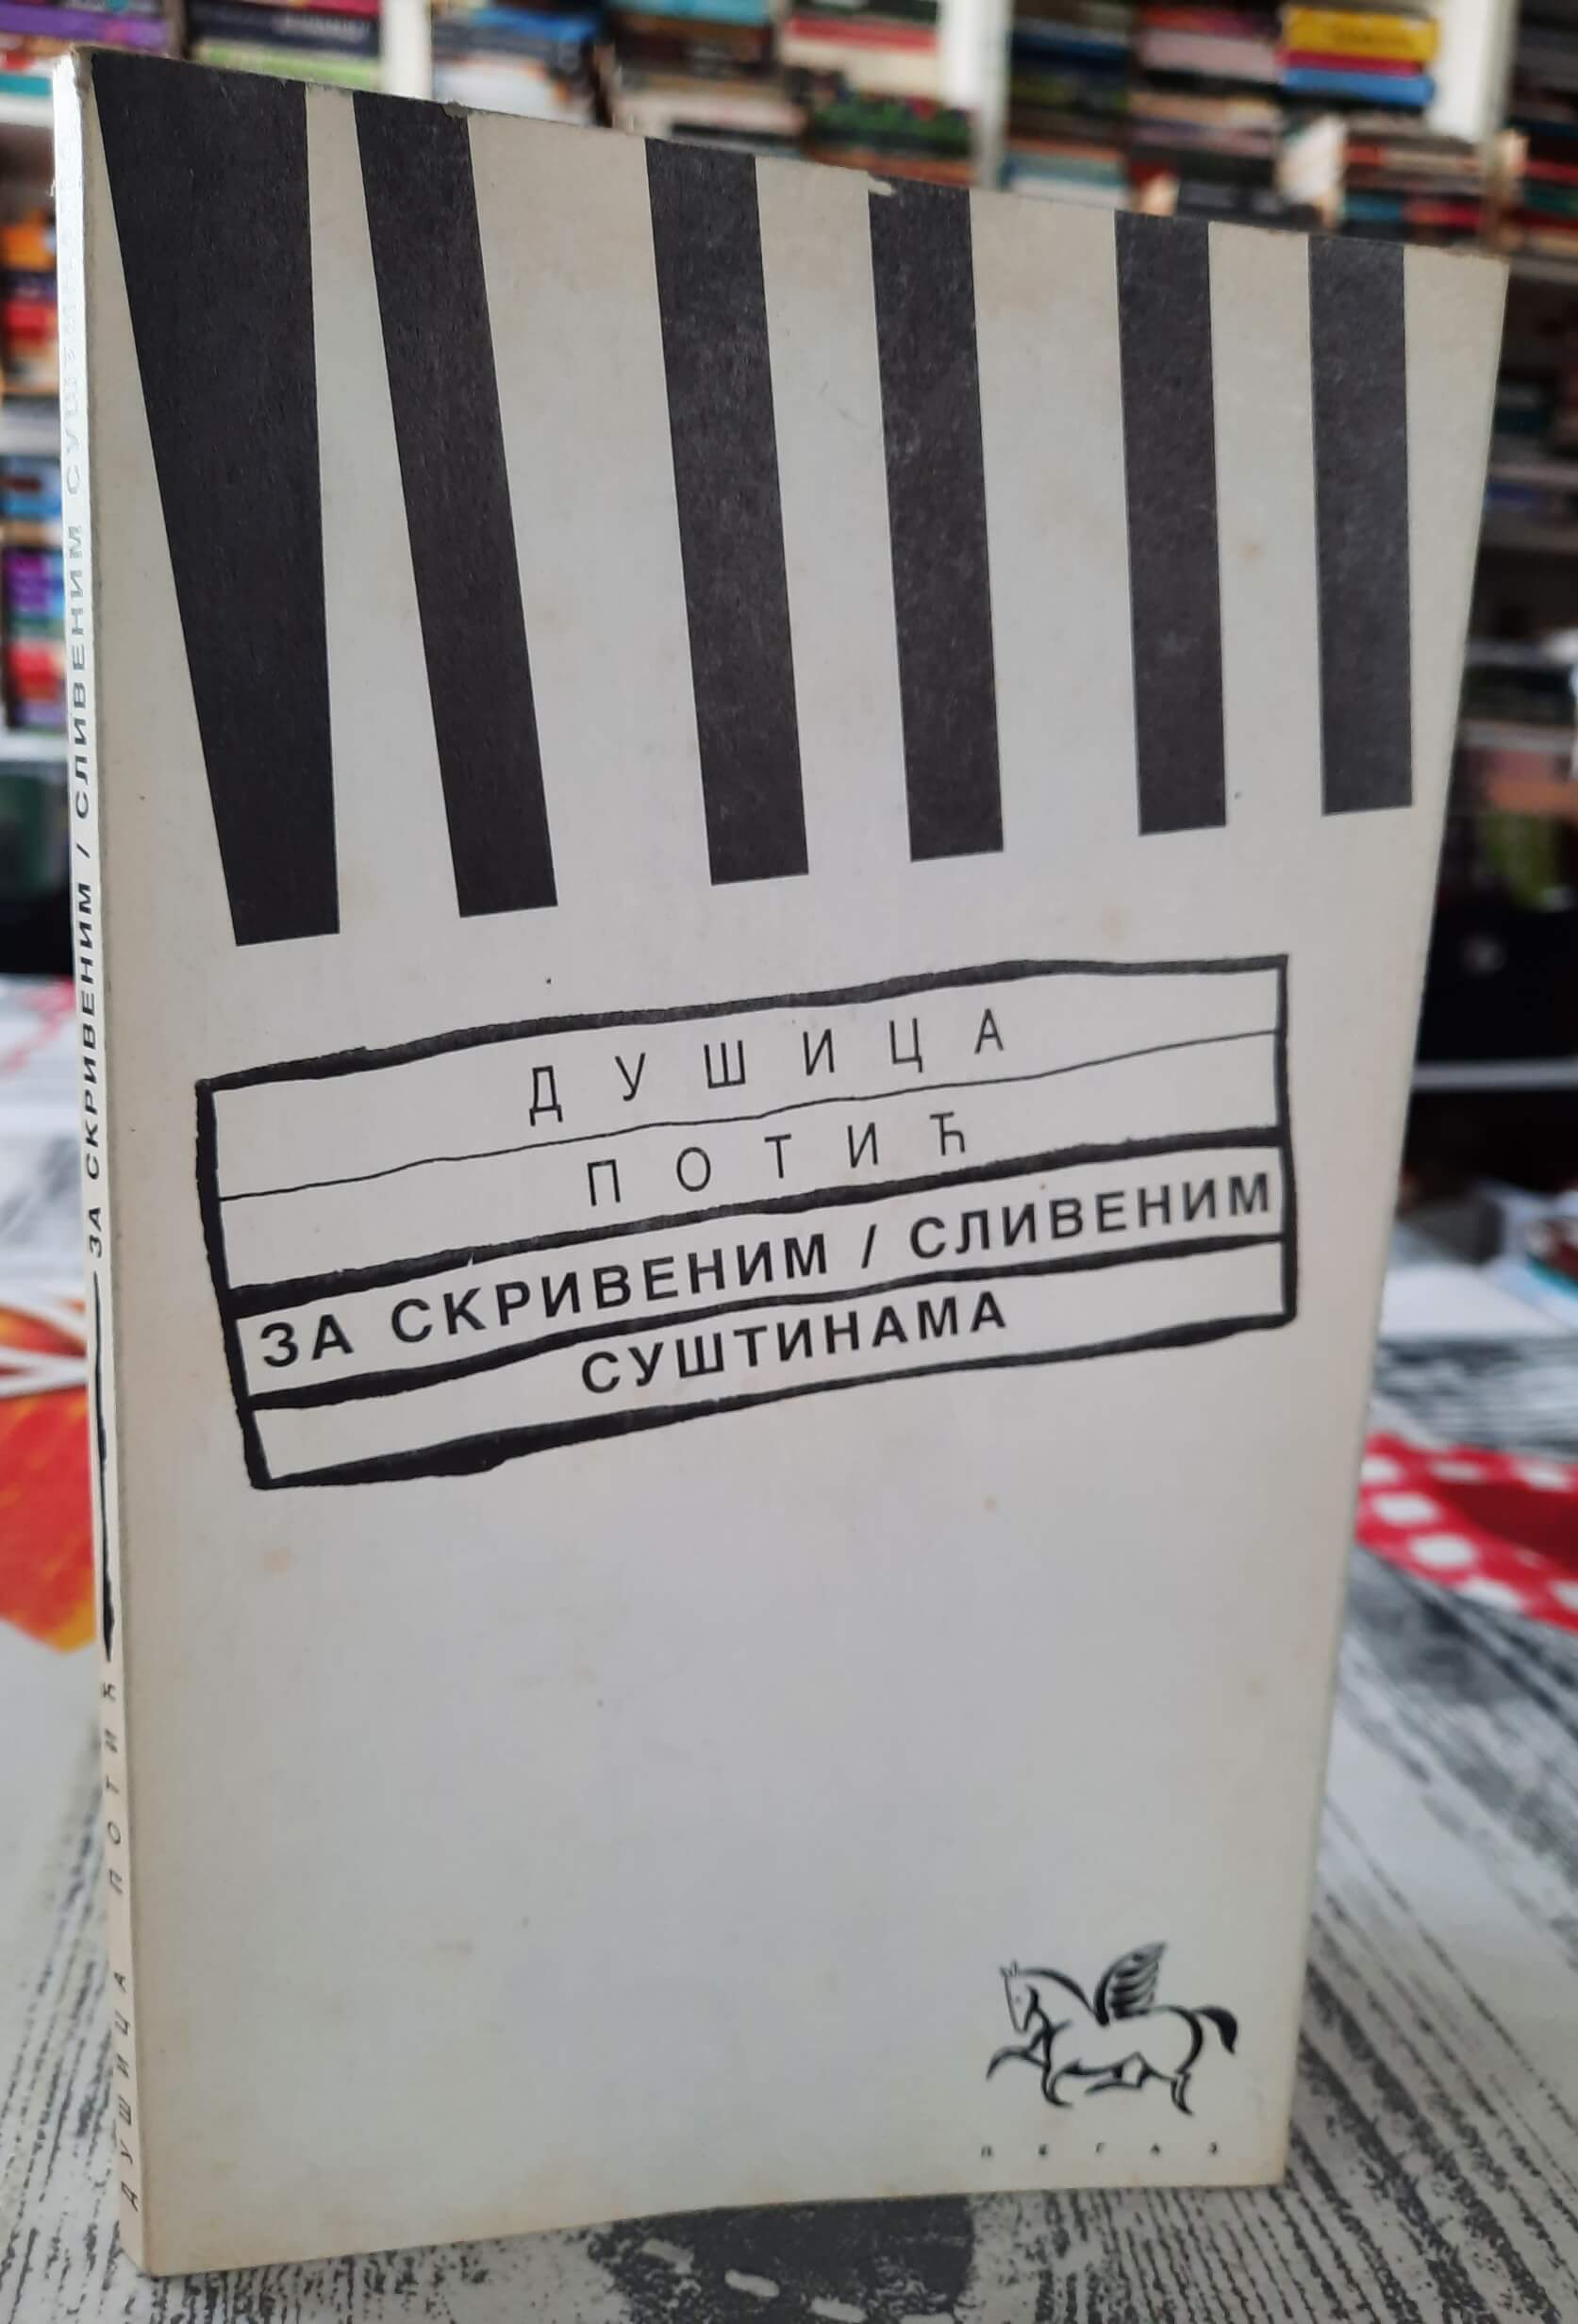 ДУШИЦА
ПОТИЋ
ЗА СКРИВЕНИМ / СЛИВЕНИМ
СУШТИНАМА
ПЕГАЗ
ДУШИЦА ПОТИЋ ЗА СКРИВЕНИМ / СЛИВЕНИМ